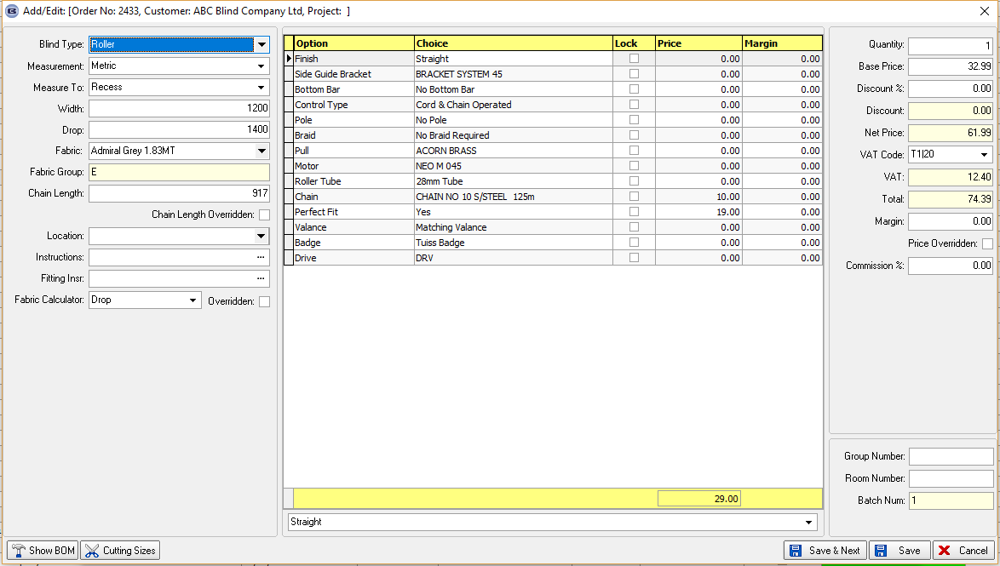 Add/Edit: [Order No: 2433, Customer: ABC Blind Company Ltd, Project: ]
Blind Type: Roller
Measurement: Metric
Measure To: Recess
Width: 1200
Drop: 1400
Fabric: Admiral Grey 1.83MT
Fabric Group: E
Chain Length: 917
Chain Length Overridden:
Location:
Instructions: ...
Fitting Insr: ...
Fabric Calculator: Drop Overridden:
Option Choice Lock Price Margin
Finish Straight 0.00 0.00
Side Guide Bracket BRACKET SYSTEM 45 0.00 0.00
Bottom Bar No Bottom Bar 0.00 0.00
Control Type Cord & Chain Operated 0.00 0.00
Pole No Pole 0.00 0.00
Braid No Braid Required 0.00 0.00
Pull ACORN BRASS 0.00 0.00
Motor NEO M 045 0.00 0.00
Roller Tube 28mm Tube 0.00 0.00
Chain CHAIN NO 10 S/STEEL 125m 10.00 0.00
Perfect Fit Yes 19.00 0.00
Valance Matching Valance 0.00 0.00
Badge Tuiss Badge 0.00 0.00
Drive DRV 0.00 0.00
29.00
Straight
Quantity: 1
Base Price: 32.99
Discount %: 0.00
Discount: 0.00
Net Price: 61.99
VAT Code: T1|20
VAT: 12.40
Total: 74.39
Margin: 0.00
Price Overridden:
Commission %: 0.00
Group Number:
Room Number:
Batch Num: 1
Show BOM Cutting Sizes Save & Next Save Cancel